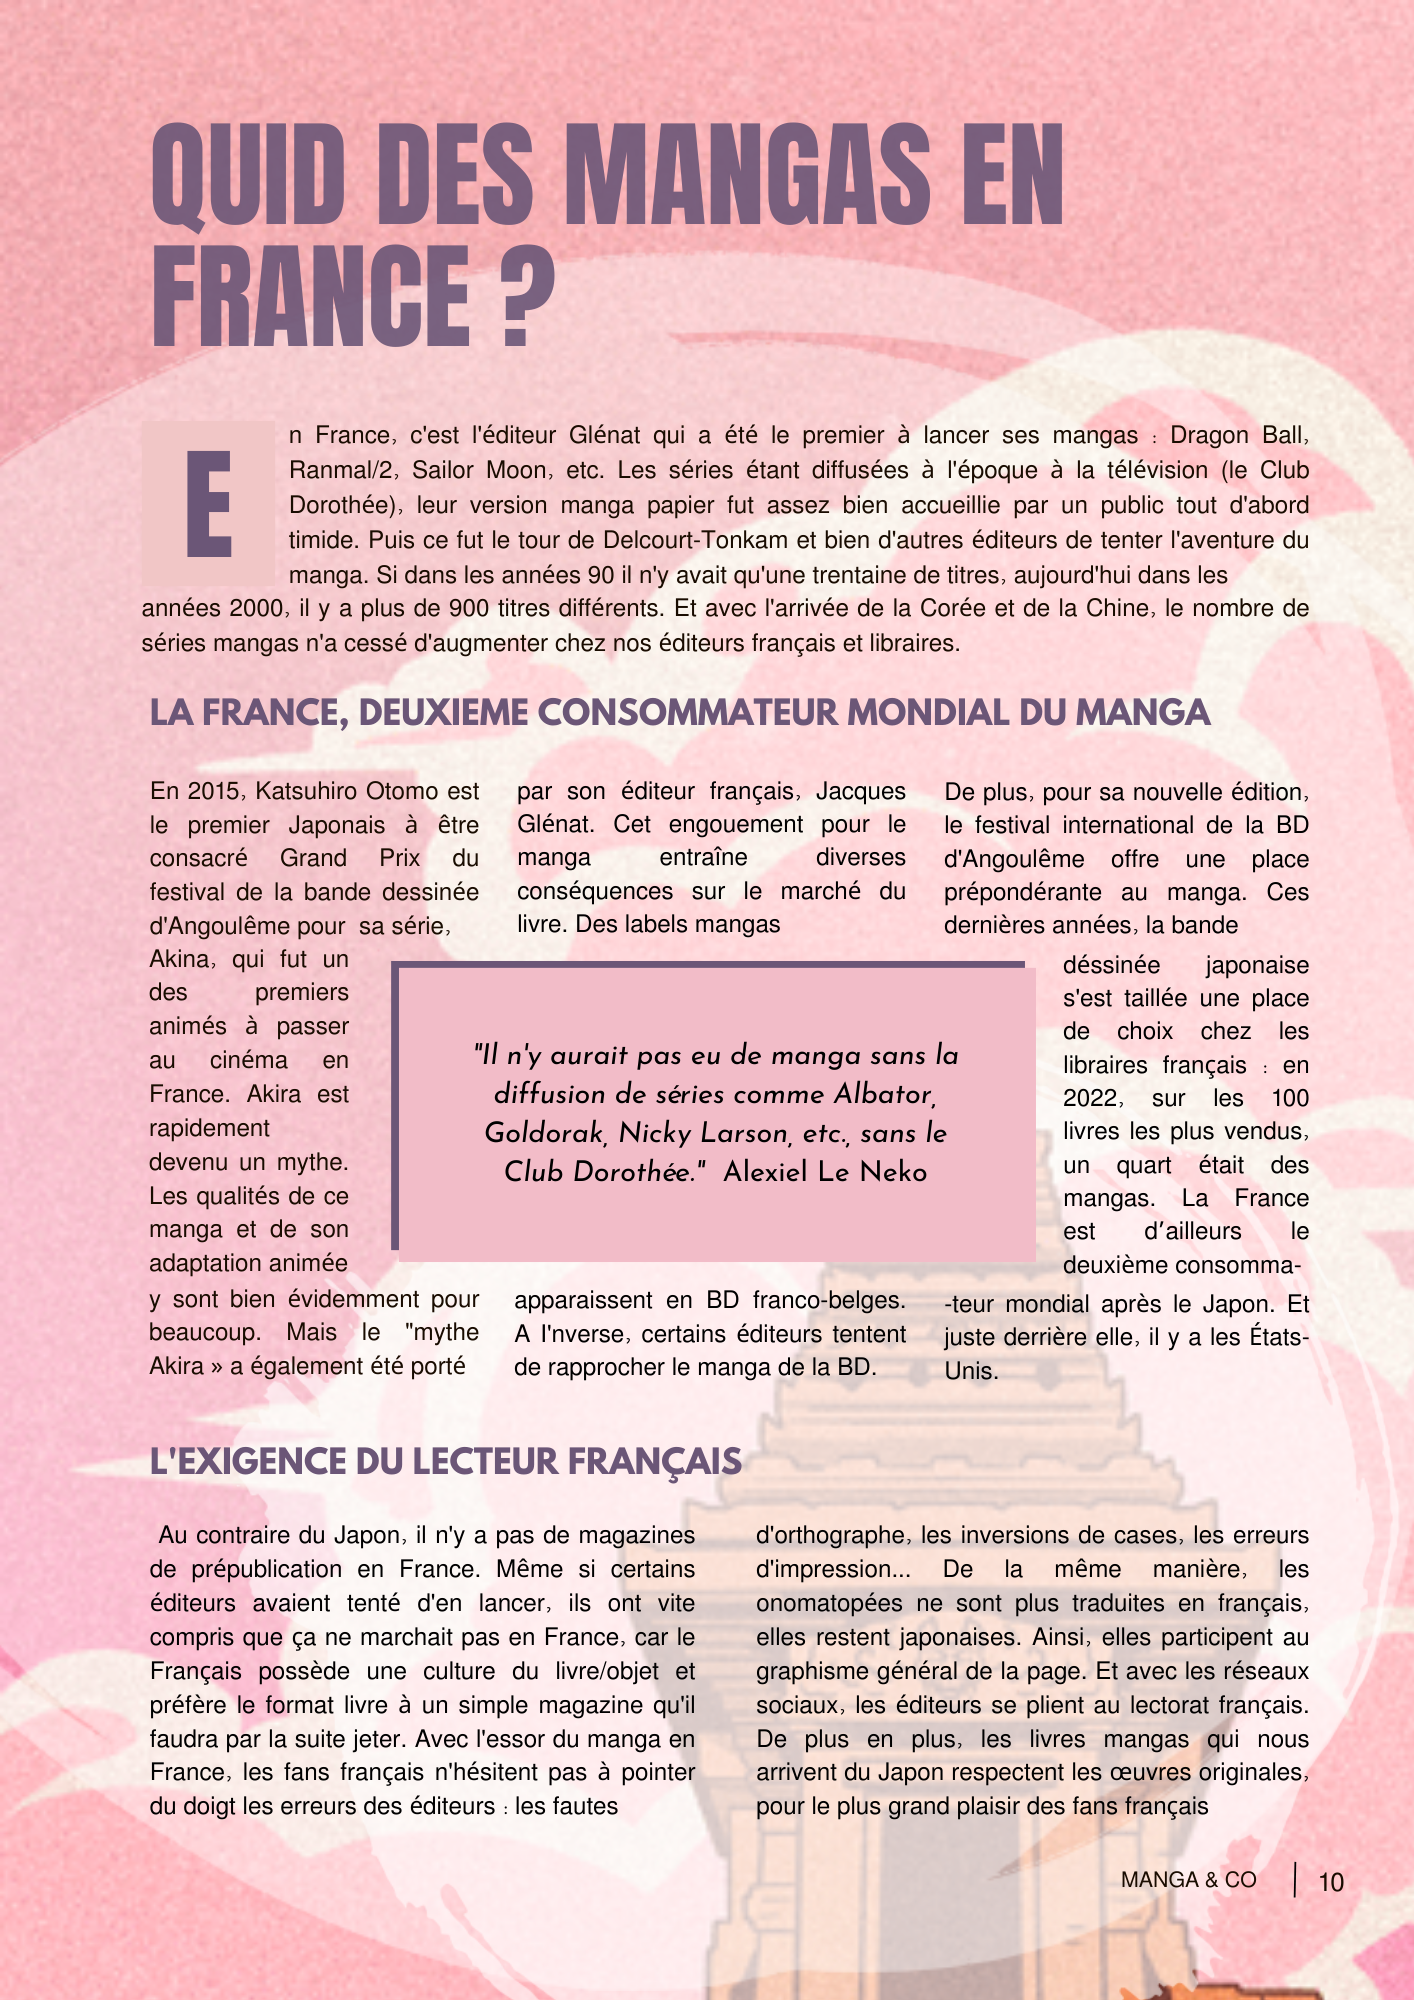 QUID DES MANGAS EN
FRANCE ?
E
n France, c'est l'éditeur Glénat qui a été le premier à lancer ses mangas : Dragon Ball,
Ranmal/2, Sailor Moon, etc. Les séries étant diffusées à l'époque à la télévision (le Club
Dorothée), leur version manga papier fut assez bien accueillie par un public tout d'abord
timide. Puis ce fut le tour de Delcourt-Tonkam et bien d'autres éditeurs de tenter l'aventure du
manga. Si dans les années 90 il n'y avait qu'une trentaine de titres, aujourd'hui dans les
années 2000, il y a plus de 900 titres différents. Et avec l'arrivée de la Corée et de la Chine, le nombre de
séries mangas n'a cessé d'augmenter chez nos éditeurs français et libraires.
LA FRANCE, DEUXIEME CONSOMMATEUR MONDIAL DU MANGA
En 2015, Katsuhiro Otomo est
le premier Japonais à être
consacré Grand Prix du
festival de la bande dessinée
d'Angoulême pour sa série,
Akina, qui fut un
des premiers
animés à passer
au cinéma en
France. Akira est
rapidement
devenu un mythe.
Les qualités de ce
manga et de son
adaptation animée
y sont bien évidemment pour
beaucoup. Mais le "mythe
Akira » a également été porté
par son éditeur français, Jacques
Glénat. Cet engouement pour le
manga entraîne diverses
conséquences sur le marché du
livre. Des labels mangas
apparaissent en BD franco-belges.
A I'nverse, certains éditeurs tentent
de rapprocher le manga de la BD.
De plus, pour sa nouvelle édition,
le festival international de la BD
d'Angoulême offre une place
prépondérante au manga. Ces
dernières années, la bande
déssinée japonaise
s'est taillée une place
de choix chez les
libraires français : en
2022, sur les 100
livres les plus vendus,
un quart était des
mangas. La France
est d’ailleurs le
deuxième consomma-
-teur mondial après le Japon. Et
juste derrière elle, il y a les États-
Unis.
"Il n'y aurait pas eu de manga sans la
diffusion de séries comme Albator,
Goldorak, Nicky Larson, etc., sans le
Club Dorothée." Alexiel Le Neko
L'EXIGENCE DU LECTEUR FRANÇAIS
Au contraire du Japon, il n'y a pas de magazines
de prépublication en France. Même si certains
éditeurs avaient tenté d'en lancer, ils ont vite
compris que ça ne marchait pas en France, car le
Français possède une culture du livre/objet et
préfère le format livre à un simple magazine qu'il
faudra par la suite jeter. Avec l'essor du manga en
France, les fans français n'hésitent pas à pointer
du doigt les erreurs des éditeurs : les fautes
d'orthographe, les inversions de cases, les erreurs
d'impression... De la même manière, les
onomatopées ne sont plus traduites en français,
elles restent japonaises. Ainsi, elles participent au
graphisme général de la page. Et avec les réseaux
sociaux, les éditeurs se plient au lectorat français.
De plus en plus, les livres mangas qui nous
arrivent du Japon respectent les œuvres originales,
pour le plus grand plaisir des fans français
MANGA & CO | 10